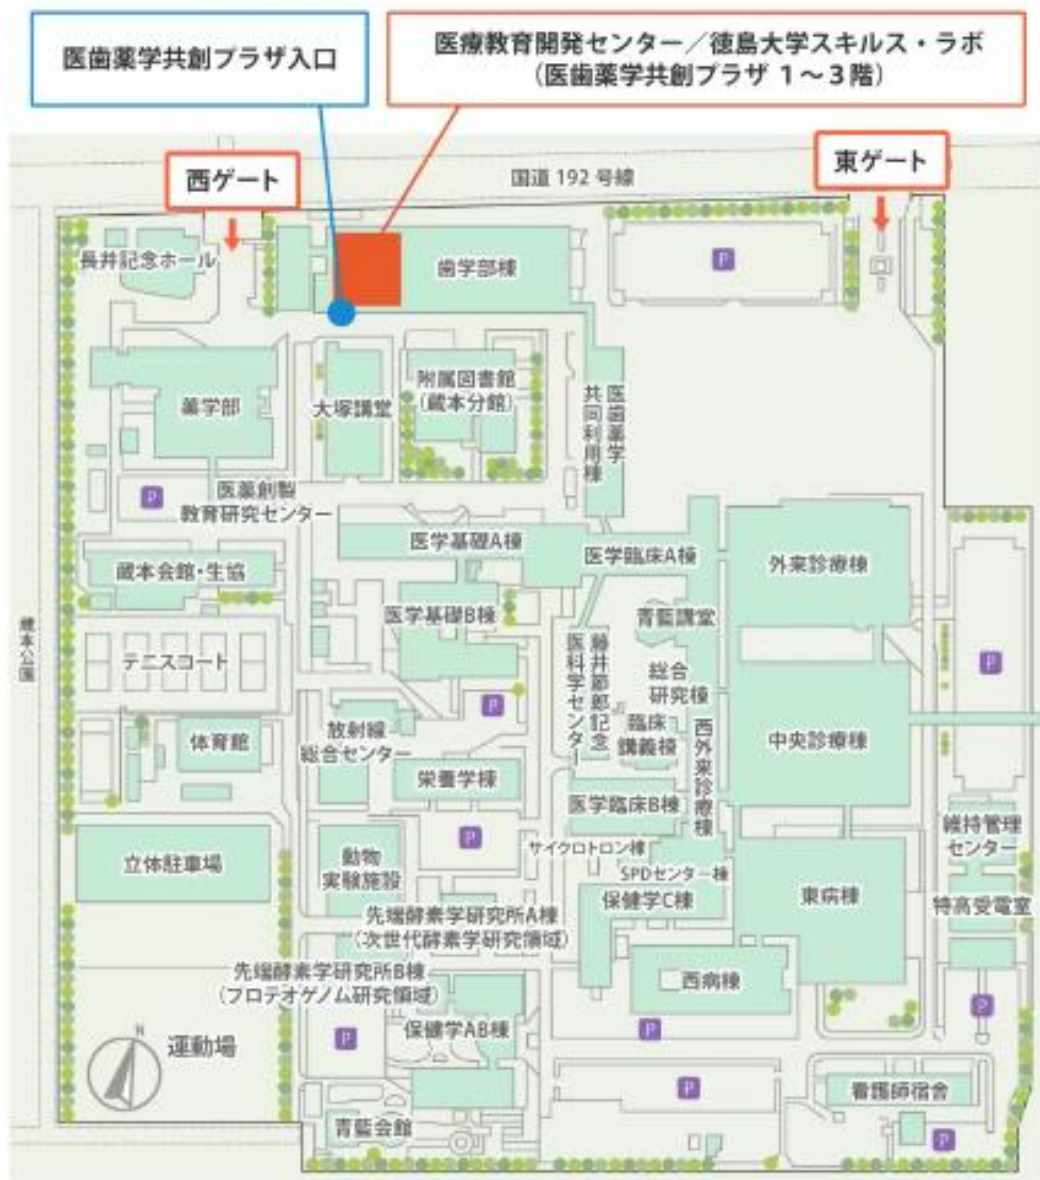 医歯薬学共創プラザ入口
医療教育開発センター／徳島大学スキルス・ラボ
（医歯薬学共創プラザ 1～3階）
西ゲート
国道 192 号線
東ゲート
長井記念ホール
歯学部棟
P
薬学部
大塚講堂
附属図書館
(蔵本分館)
医歯薬学
共同利用棟
P
医薬創製
教育研究センター
医学基礎A棟
医学臨床A棟
外来診療棟
蔵本会館・生協
医学基礎B棟
青藍講堂
蔵本公園
テニスコート
藤井節郎記念
医科学センター
総合
研究棟
P
P
体育館
放射線
総合センター
臨床
講義棟
西外来診療棟
中央診療棟
栄養学棟
医学臨床B棟
P
サイクロトロン棟
維持管理
センター
立体駐車場
動物
実験施設
SPDセンター棟
保健学C棟
東病棟
特高受電室
先端酵素学研究所A棟
（次世代酵素学研究領域）
先端酵素学研究所B棟
（プロテオゲノム研究領域）
西病棟
P
N
運動場
P
保健学AB棟
P
P
看護師宿舎
青藍会館
P